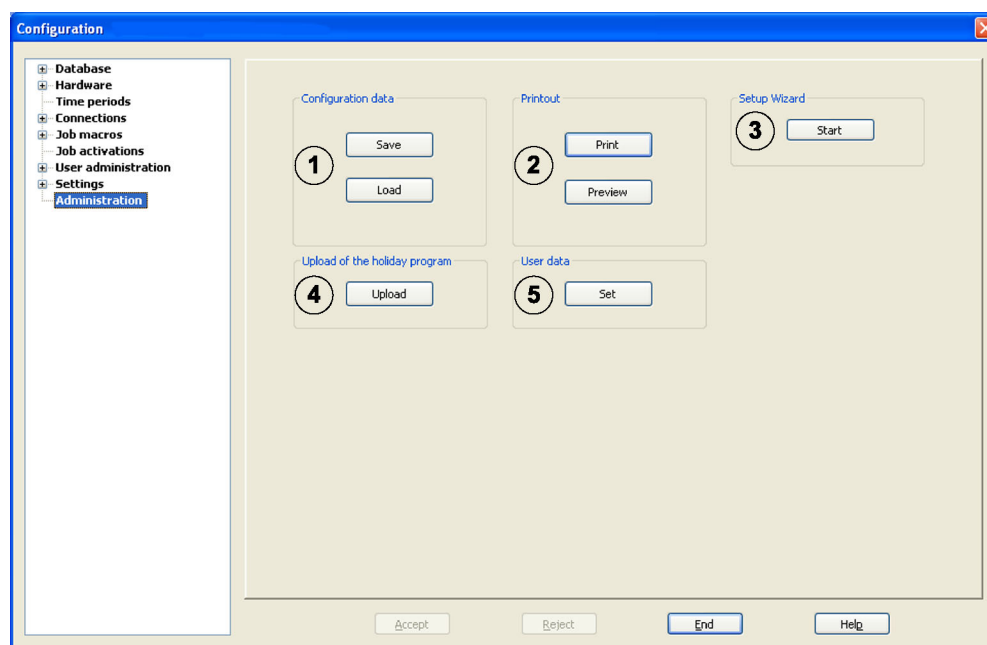 Configuration
Database
Hardware
Time periods
Connections
Job macros
Job activations
User administration
Settings
Administration
Configuration data
1
Save
Load
Printout
2
Print
Preview
Setup Wizard
3
Start
Upload of the holiday program
4
Upload
User data
5
Set
Accept
Reject
End
Help